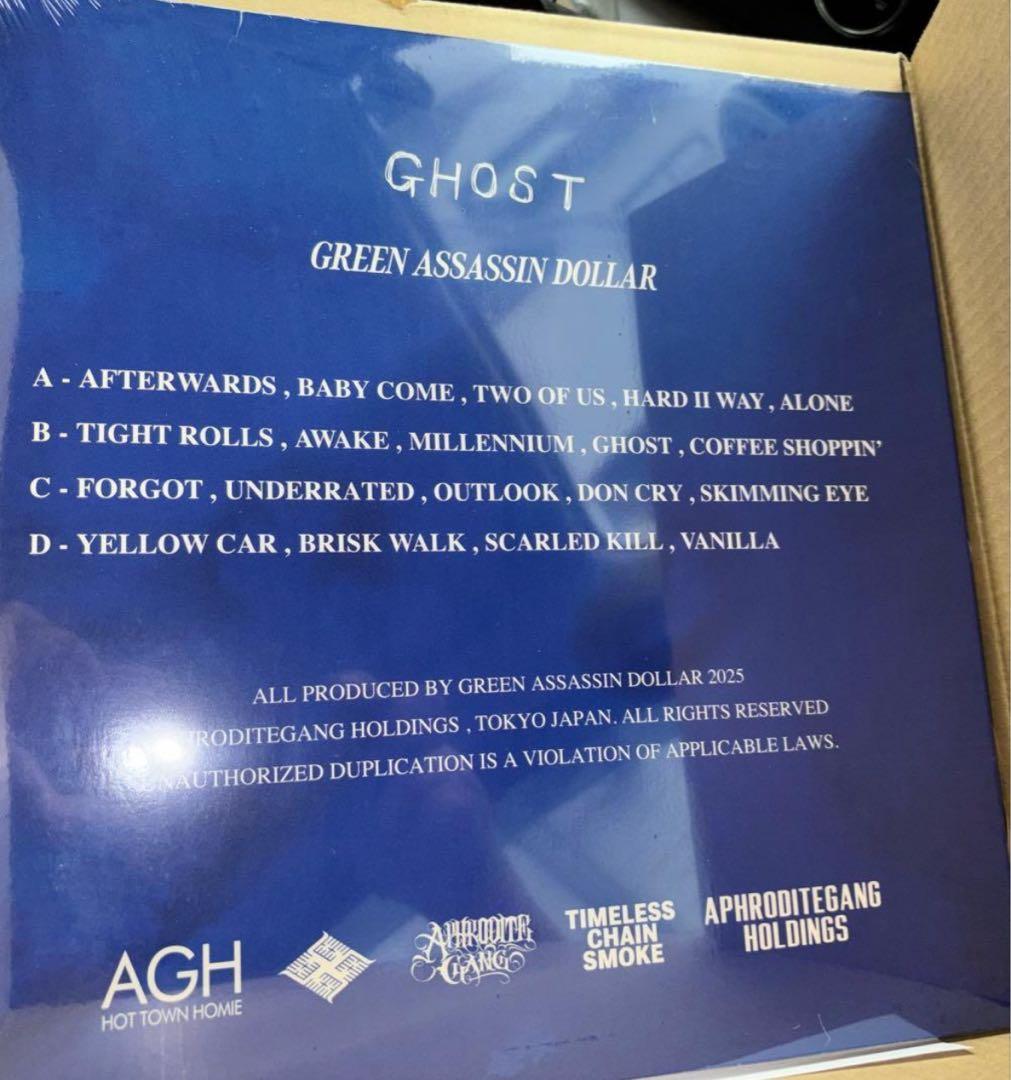 GHOST
GREEN ASSASSIN DOLLAR
A - AFTERWARDS , BABY COME , TWO OF US , HARD II WAY , ALONE
B - TIGHT ROLLS , AWAKE , MILLENNIUM , GHOST , COFFEE SHOPPIN'
C - FORGOT , UNDERRATED , OUTLOOK , DON CRY , SKIMMING EYE
D - YELLOW CAR , BRISK WALK , SCARLED KILL , VANILLA
ALL PRODUCED BY GREEN ASSASSIN DOLLAR 2025
HOLDINGS , TOKYO JAPAN. ALL RIGHTS RESERVED
DUPLICATION IS A VIOLATION OF APPLICABLE LAWS.
AGH
HOT TOWN HOMIE
APHRODITE
GANG
TIMELESS
CHAIN
SMOKE
APHRODITEGANG
HOLDINGS